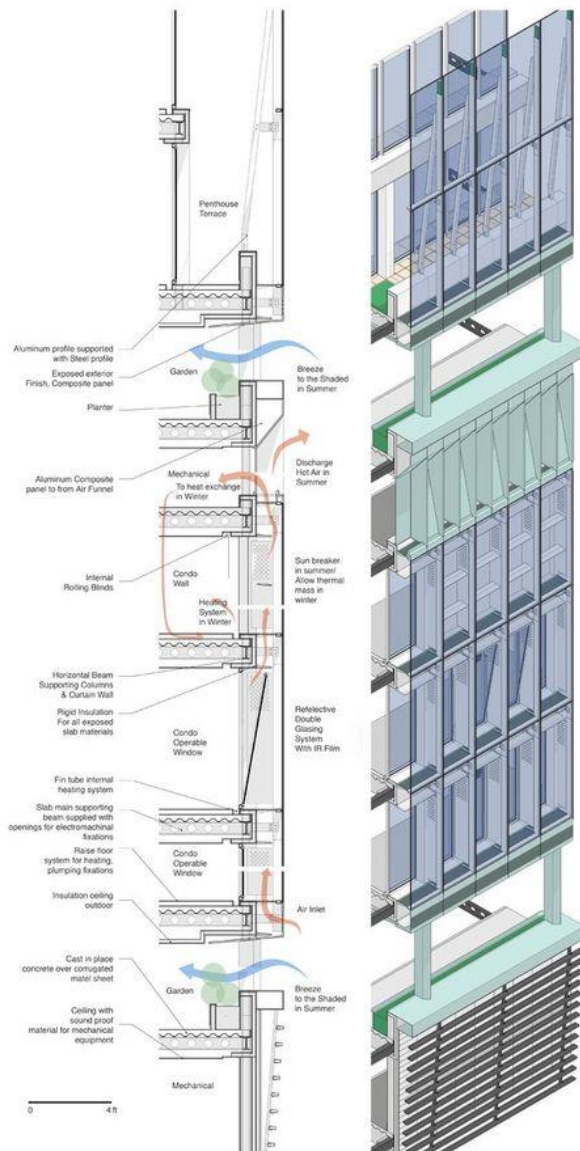 Penthouse
Terrace
Aluminum profile supported
with Steel profile
Exposed exterior
Finish, Composite panel
Garden
Breeze
to the Shaded
in Summer
Planter
Aluminum Composite
panel to from Air Funnel
Mechanical
To heat exchange
in Winter
Discharge
Hot Air in
Summer
Internal
Rolling Blinds
Condo
Wall
Sun breaker
in summer/
Allow thermal
mass in
winter
Heating
System
in Winter
Horizontal Beam
Supporting Columns
& Curtain Wall
Rigid Insulation
For all exposed
slab materials
Condo
Operable
Window
Refelective
Double
Glasing
System
With IR Film
Fin tube internal
heating system
Slab main supporting
beam supplied with
openings for electromachinal
fixations
Condo
Operable
Window
Raise floor
system for heating,
plumping fixations
Insulation ceiling
outdoor
Air Inlet
Cast in place
concrete over corrugated
matel sheet
Garden
Breeze
to the Shaded
in Summer
Ceiling with
sound proof
material for mechanical
equipment
Mechanical
0 4 ft